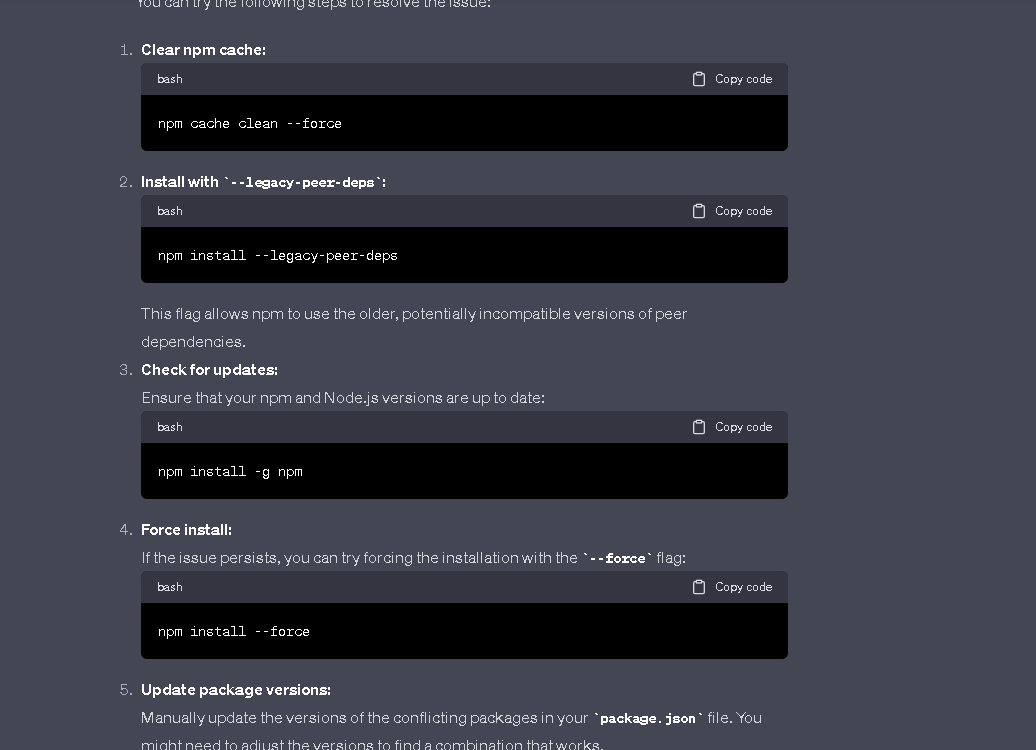 You can try the following steps to resolve the issue:
1. Clear npm cache:
bash Copy code
npm cache clean --force
2. Install with `--legacy-peer-deps`:
bash Copy code
npm install --legacy-peer-deps
This flag allows npm to use the older, potentially incompatible versions of peer
dependencies.
3. Check for updates:
Ensure that your npm and Node.js versions are up to date:
bash Copy code
npm install -g npm
4. Force install:
If the issue persists, you can try forcing the installation with the `--force` flag:
bash Copy code
npm install --force
5. Update package versions:
Manually update the versions of the conflicting packages in your `package.json` file. You
might need to adjust the versions to find a combination that works.